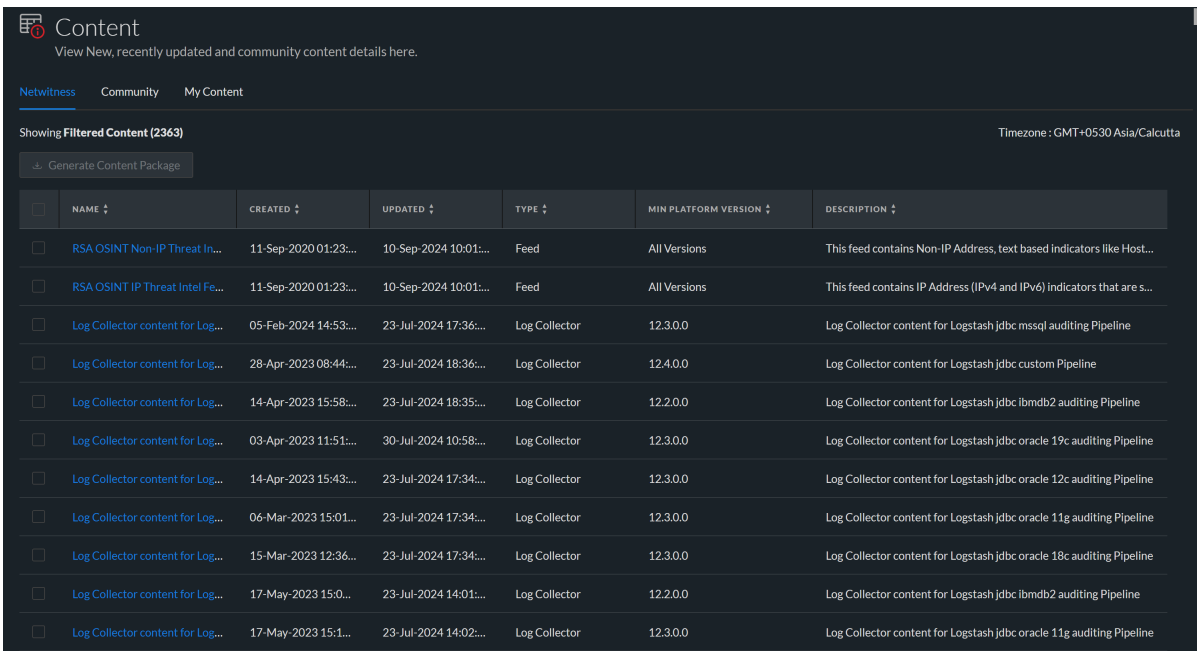 Content
View New, recently updated and community content details here.
Netwitness Community My Content
Showing Filtered Content (2363) Timezone : GMT+0530 Asia/Calcutta
Generate Content Package
NAME CREATED UPDATED TYPE MIN PLATFORM VERSION DESCRIPTION
RSA OSINT Non-IP Threat In... 11-Sep-2020 01:23:... 10-Sep-2024 10:01:... Feed All Versions This feed contains Non-IP Address, text based indicators like Host...
RSA OSINT IP Threat Intel Fe... 11-Sep-2020 01:23:... 10-Sep-2024 10:01:... Feed All Versions This feed contains IP Address (IPv4 and IPv6) indicators that are s...
Log Collector content for Log... 05-Feb-2024 14:53:... 23-Jul-2024 17:36:... Log Collector 12.3.0.0 Log Collector content for Logstash jdbc mssql auditing Pipeline
Log Collector content for Log... 28-Apr-2023 08:44:... 23-Jul-2024 18:36:... Log Collector 12.4.0.0 Log Collector content for Logstash jdbc custom Pipeline
Log Collector content for Log... 14-Apr-2023 15:58:... 23-Jul-2024 18:35:... Log Collector 12.2.0.0 Log Collector content for Logstash jdbc ibmdb2 auditing Pipeline
Log Collector content for Log... 03-Apr-2023 11:51:... 30-Jul-2024 10:58:... Log Collector 12.3.0.0 Log Collector content for Logstash jdbc oracle 19c auditing Pipeline
Log Collector content for Log... 14-Apr-2023 15:43:... 23-Jul-2024 17:34:... Log Collector 12.3.0.0 Log Collector content for Logstash jdbc oracle 12c auditing Pipeline
Log Collector content for Log... 06-Mar-2023 15:01... 23-Jul-2024 17:34:... Log Collector 12.3.0.0 Log Collector content for Logstash jdbc oracle 11g auditing Pipeline
Log Collector content for Log... 15-Mar-2023 12:36... 23-Jul-2024 17:34:... Log Collector 12.3.0.0 Log Collector content for Logstash jdbc oracle 18c auditing Pipeline
Log Collector content for Log... 17-May-2023 15:0... 23-Jul-2024 14:01:... Log Collector 12.2.0.0 Log Collector content for Logstash jdbc ibmdb2 auditing Pipeline
Log Collector content for Log... 17-May-2023 15:1... 23-Jul-2024 14:02:... Log Collector 12.3.0.0 Log Collector content for Logstash jdbc oracle 11g auditing Pipeline